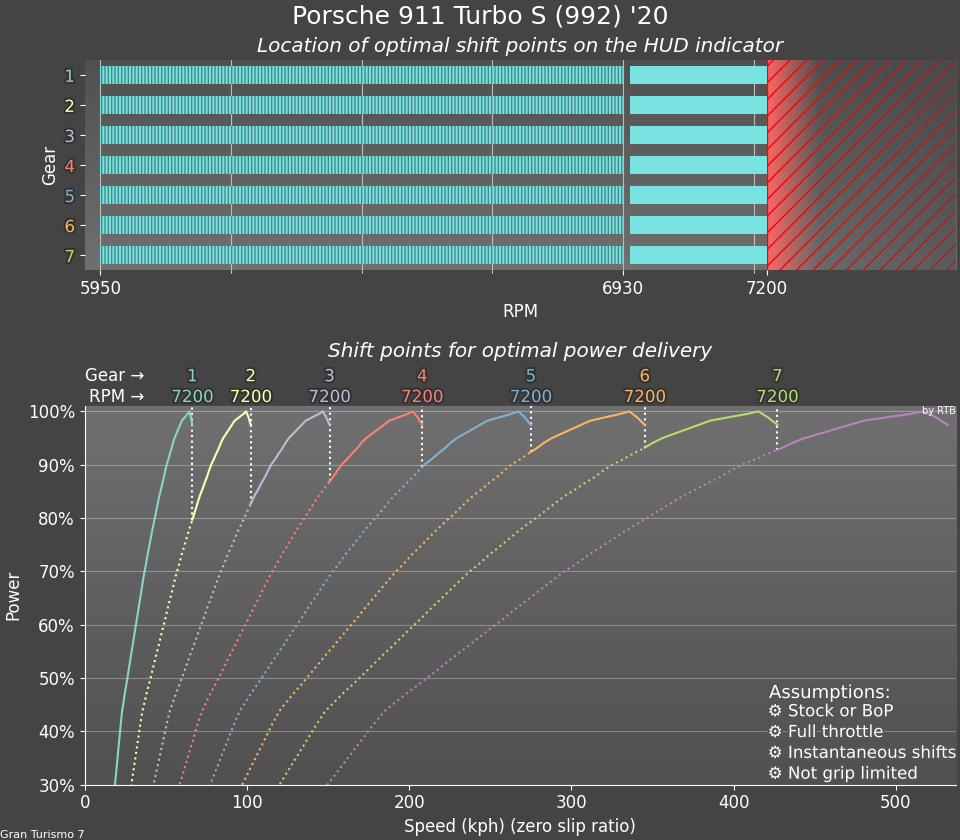 Porsche 911 Turbo S (992) '20
Location of optimal shift points on the HUD indicator
Gear
1
2
3
4
5
6
7
5950 6930 7200
RPM
Shift points for optimal power delivery
Gear → 1 2 3 4 5 6 7
RPM → 7200 7200 7200 7200 7200 7200 7200
by RTB
Power
100%
90%
80%
70%
60%
50%
40%
30%
Assumptions:
⚙ Stock or BoP
⚙ Full throttle
⚙ Instantaneous shifts
⚙ Not grip limited
0 100 200 300 400 500
Speed (kph) (zero slip ratio)
Gran Turismo 7